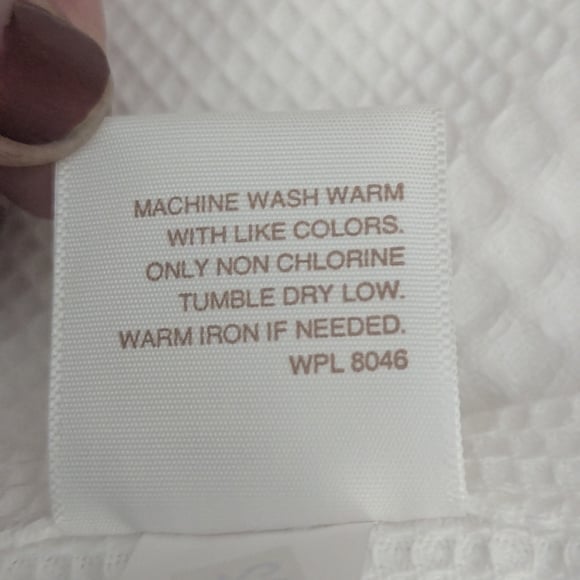 MACHINE WASH WARM
WITH LIKE COLORS.
ONLY NON CHLORINE
TUMBLE DRY LOW.
WARM IRON IF NEEDED.
WPL 8046